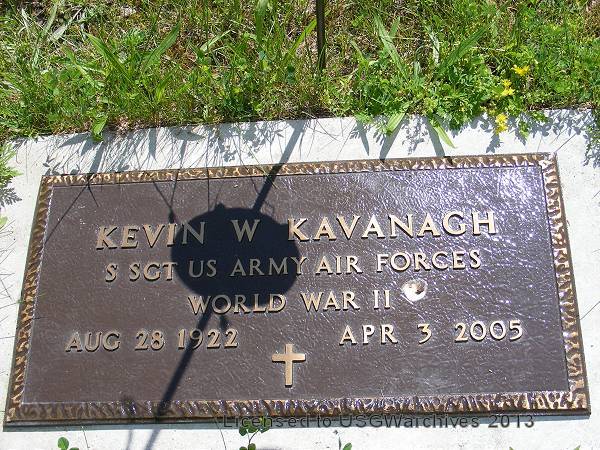 KEVIN W KAVANAGH
S SGT US ARMY AIR FORCES
WORLD WAR II
AUG 28 1922 APR 3 2005
Licensed to USGWarchives 2013